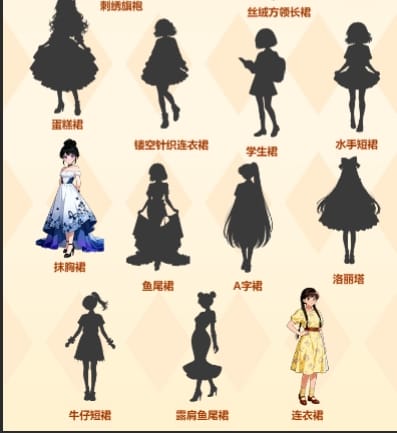 刺绣旗袍
丝绒方领长裙
蛋糕裙
镂空针织连衣裙
学生裙
水手短裙
抹胸裙
鱼尾裙
A字裙
洛丽塔
牛仔短裙
露肩鱼尾裙
连衣裙